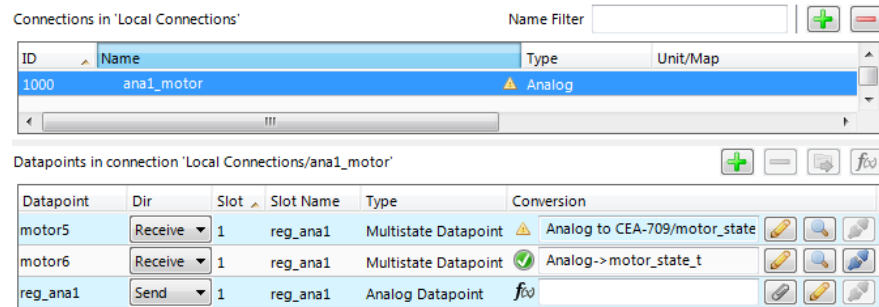 Connections in 'Local Connections' Name Filter
ID Name Type Unit/Map
1000 ana1_motor Analog
Datapoints in connection 'Local Connections/ana1_motor'
f(x)
Datapoint Dir Slot Slot Name Type Conversion
motor5 Receive 1 reg_ana1 Multistate Datapoint Analog to CEA-709/motor_state
motor6 Receive 1 reg_ana1 Multistate Datapoint Analog->motor_state_t
reg_ana1 Send 1 reg_ana1 Analog Datapoint f(x)